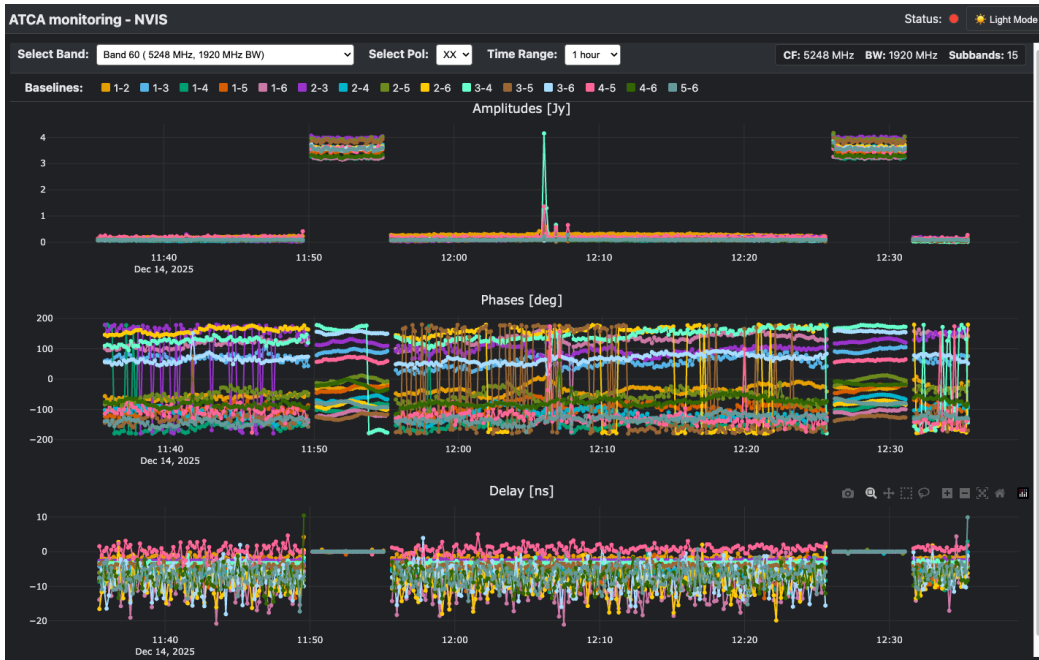 ATCA monitoring - NVIS
Status:
Light Mode
Select Band: Band 60 ( 5248 MHz, 1920 MHz BW) Select Pol: XX Time Range: 1 hour
CF: 5248 MHz BW: 1920 MHz Subbands: 15
Baselines: 1-2 1-3 1-4 1-5 1-6 2-3 2-4 2-5 2-6 3-4 3-5 3-6 4-5 4-6 5-6
Amplitudes [Jy]
4
3
2
1
0
11:40 11:50 12:00 12:10 12:20 12:30
Dec 14, 2025
Phases [deg]
200
100
0
−100
−200
11:40 11:50 12:00 12:10 12:20 12:30
Dec 14, 2025
Delay [ns]
10
0
−10
−20
11:40 11:50 12:00 12:10 12:20 12:30
Dec 14, 2025